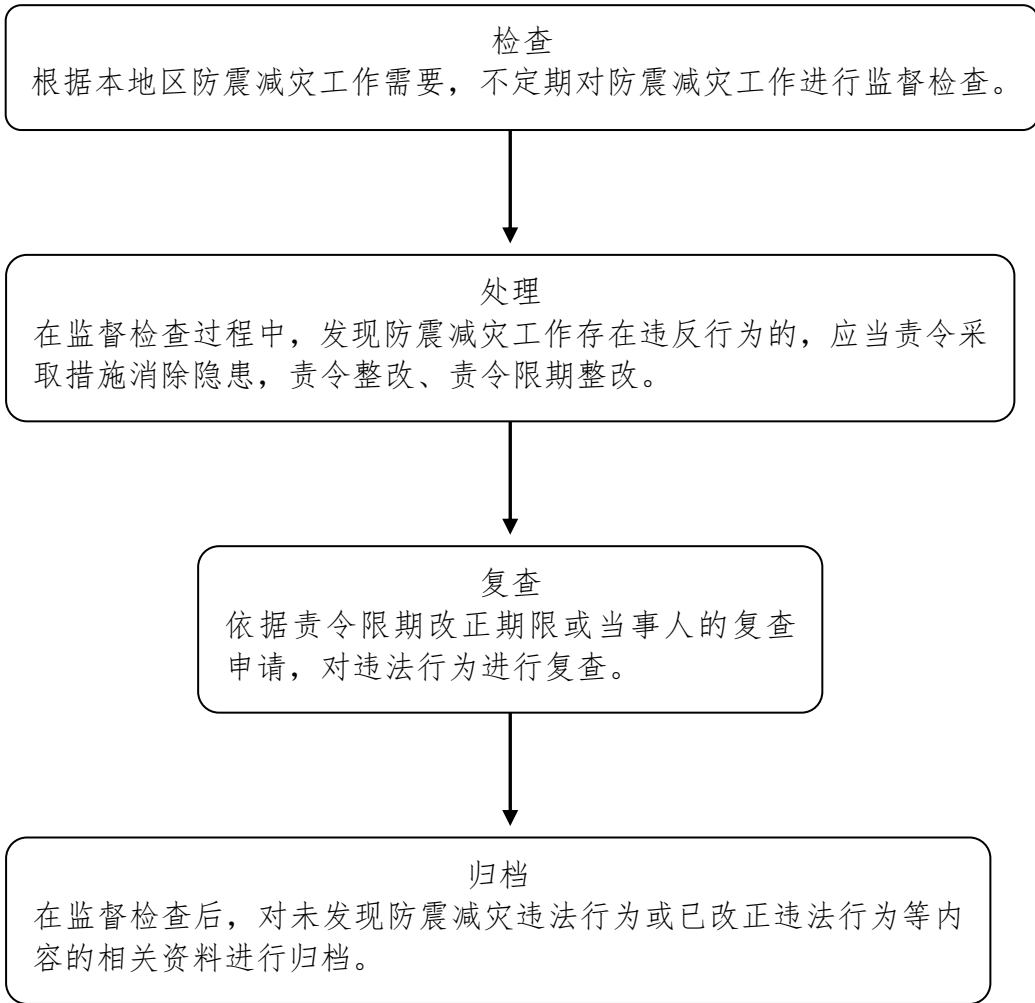 检查
根据本地区防震减灾工作需要，不定期对防震减灾工作进行监督检查。
处理
在监督检查过程中，发现防震减灾工作存在违反行为的，应当责令采
取措施消除隐患，责令整改、责令限期整改。
复查
依据责令限期改正期限或当事人的复查
申请，对违法行为进行复查。
归档
在监督检查后，对未发现防震减灾违法行为或已改正违法行为等内
容的相关资料进行归档。